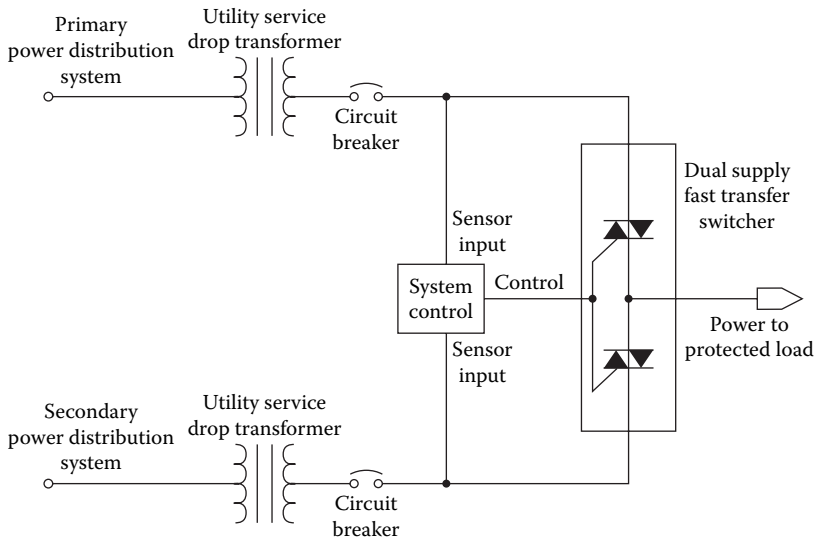 Primary
power distribution
system
Utility service
drop transformer
Circuit
breaker
Dual supply
fast transfer
switcher
Sensor
input
System
control
Control
Power to
protected load
Sensor
input
Secondary
power distribution
system
Utility service
drop transformer
Circuit
breaker